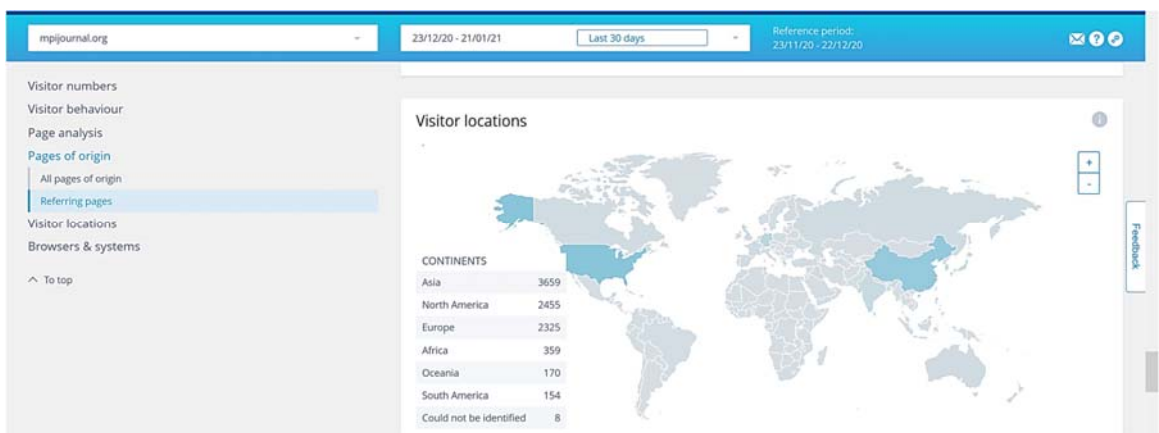 mpijournal.org
23/12/20 - 21/01/21
Last 30 days
Reference period:
23/11/20 - 22/12/20
Visitor numbers
Visitor behaviour
Page analysis
Pages of origin
All pages of origin
Referring pages
Visitor locations
Browsers & systems
To top
Visitor locations
+
-
CONTINENTS
Asia 3659
North America 2455
Europe 2325
Africa 359
Oceania 170
South America 154
Could not be identified 8
Feedback